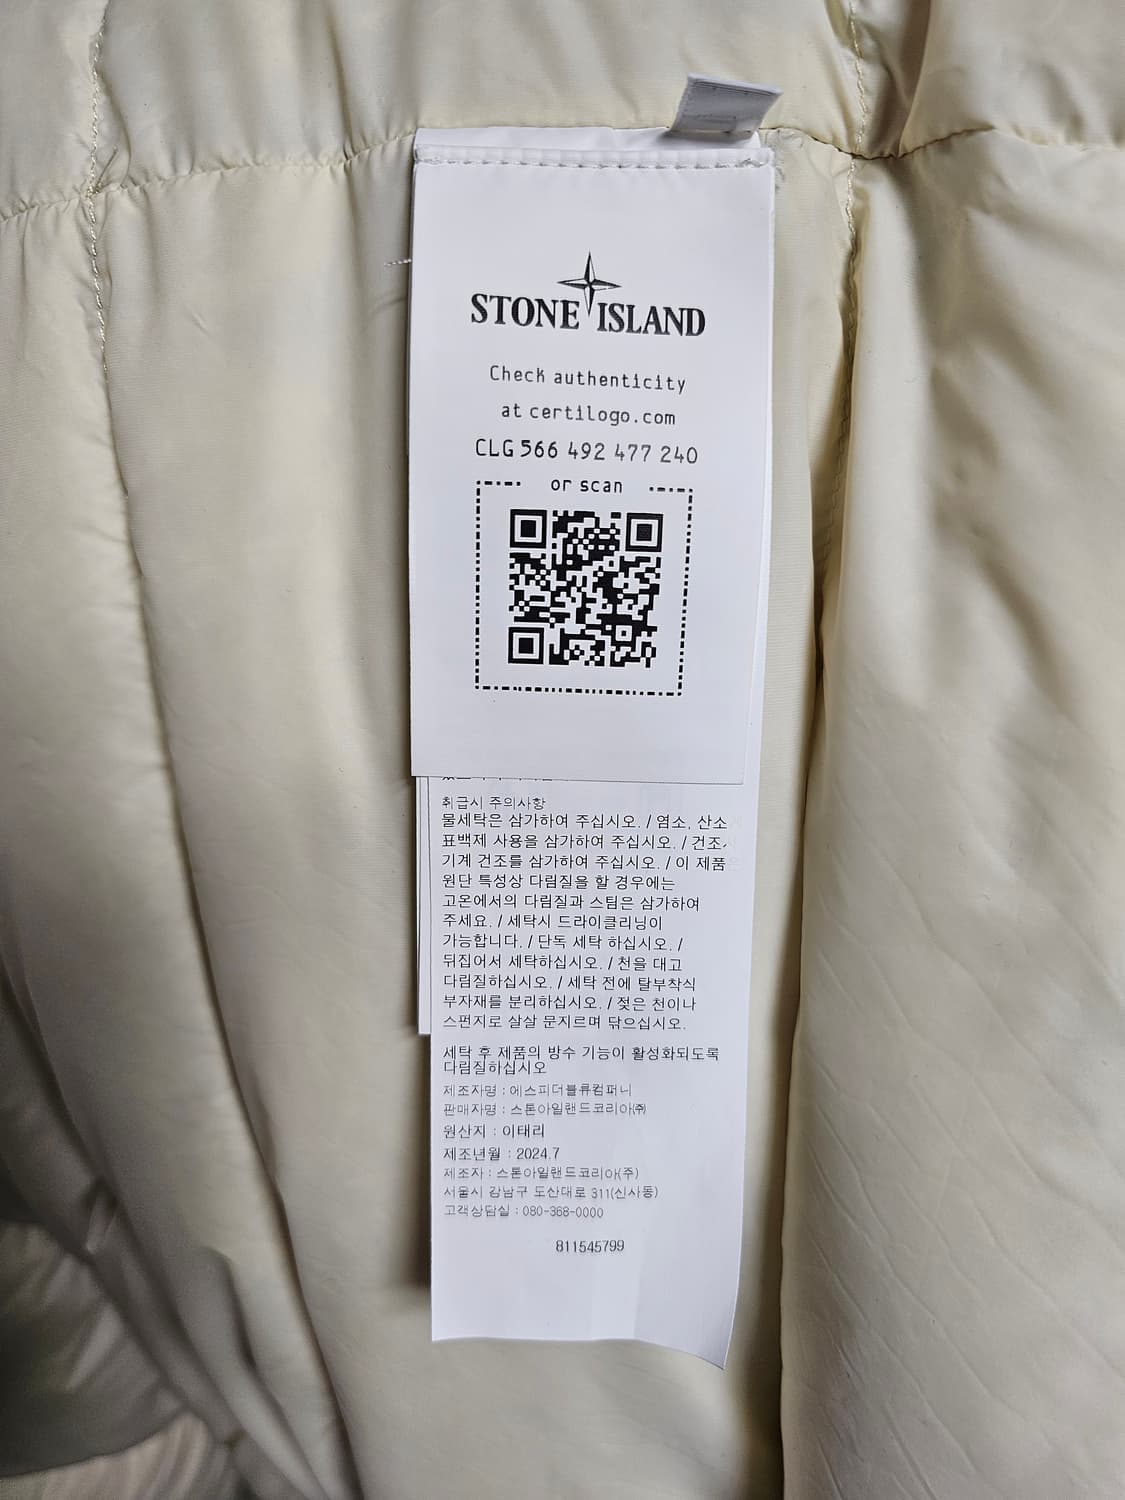 STONE ISLAND
Check authenticity
at certilogo.com
CLG 566 492 477 240
or scan
취급시 주의사항
물세탁은 삼가하여 주십시오. / 염소, 산소
표백제 사용을 삼가하여 주십시오. / 건조
기계 건조를 삼가하여 주십시오. / 이 제품
원단 특성상 다림질을 할 경우에는
고온에서의 다림질과 스팀은 삼가하여
주세요. / 세탁시 드라이클리닝이
가능합니다. / 단독 세탁 하십시오. /
뒤집어서 세탁하십시오. / 천을 대고
다림질하십시오. / 세탁 전에 탈부착식
부자재를 분리하십시오. / 젖은 천이나
스펀지로 살살 문지르며 닦으십시오.
세탁 후 제품의 방수 기능이 활성화되도록
다림질하십시오
제조자명 : 에스피더블류컴퍼니
판매자명 : 스톤아일랜드코리아㈜
원산지 : 이태리
제조년월 : 2024.7
제조자 : 스톤아일랜드코리아(주)
서울시 강남구 도산대로 311(신사동)
고객상담실 : 080-368-0000
811545799